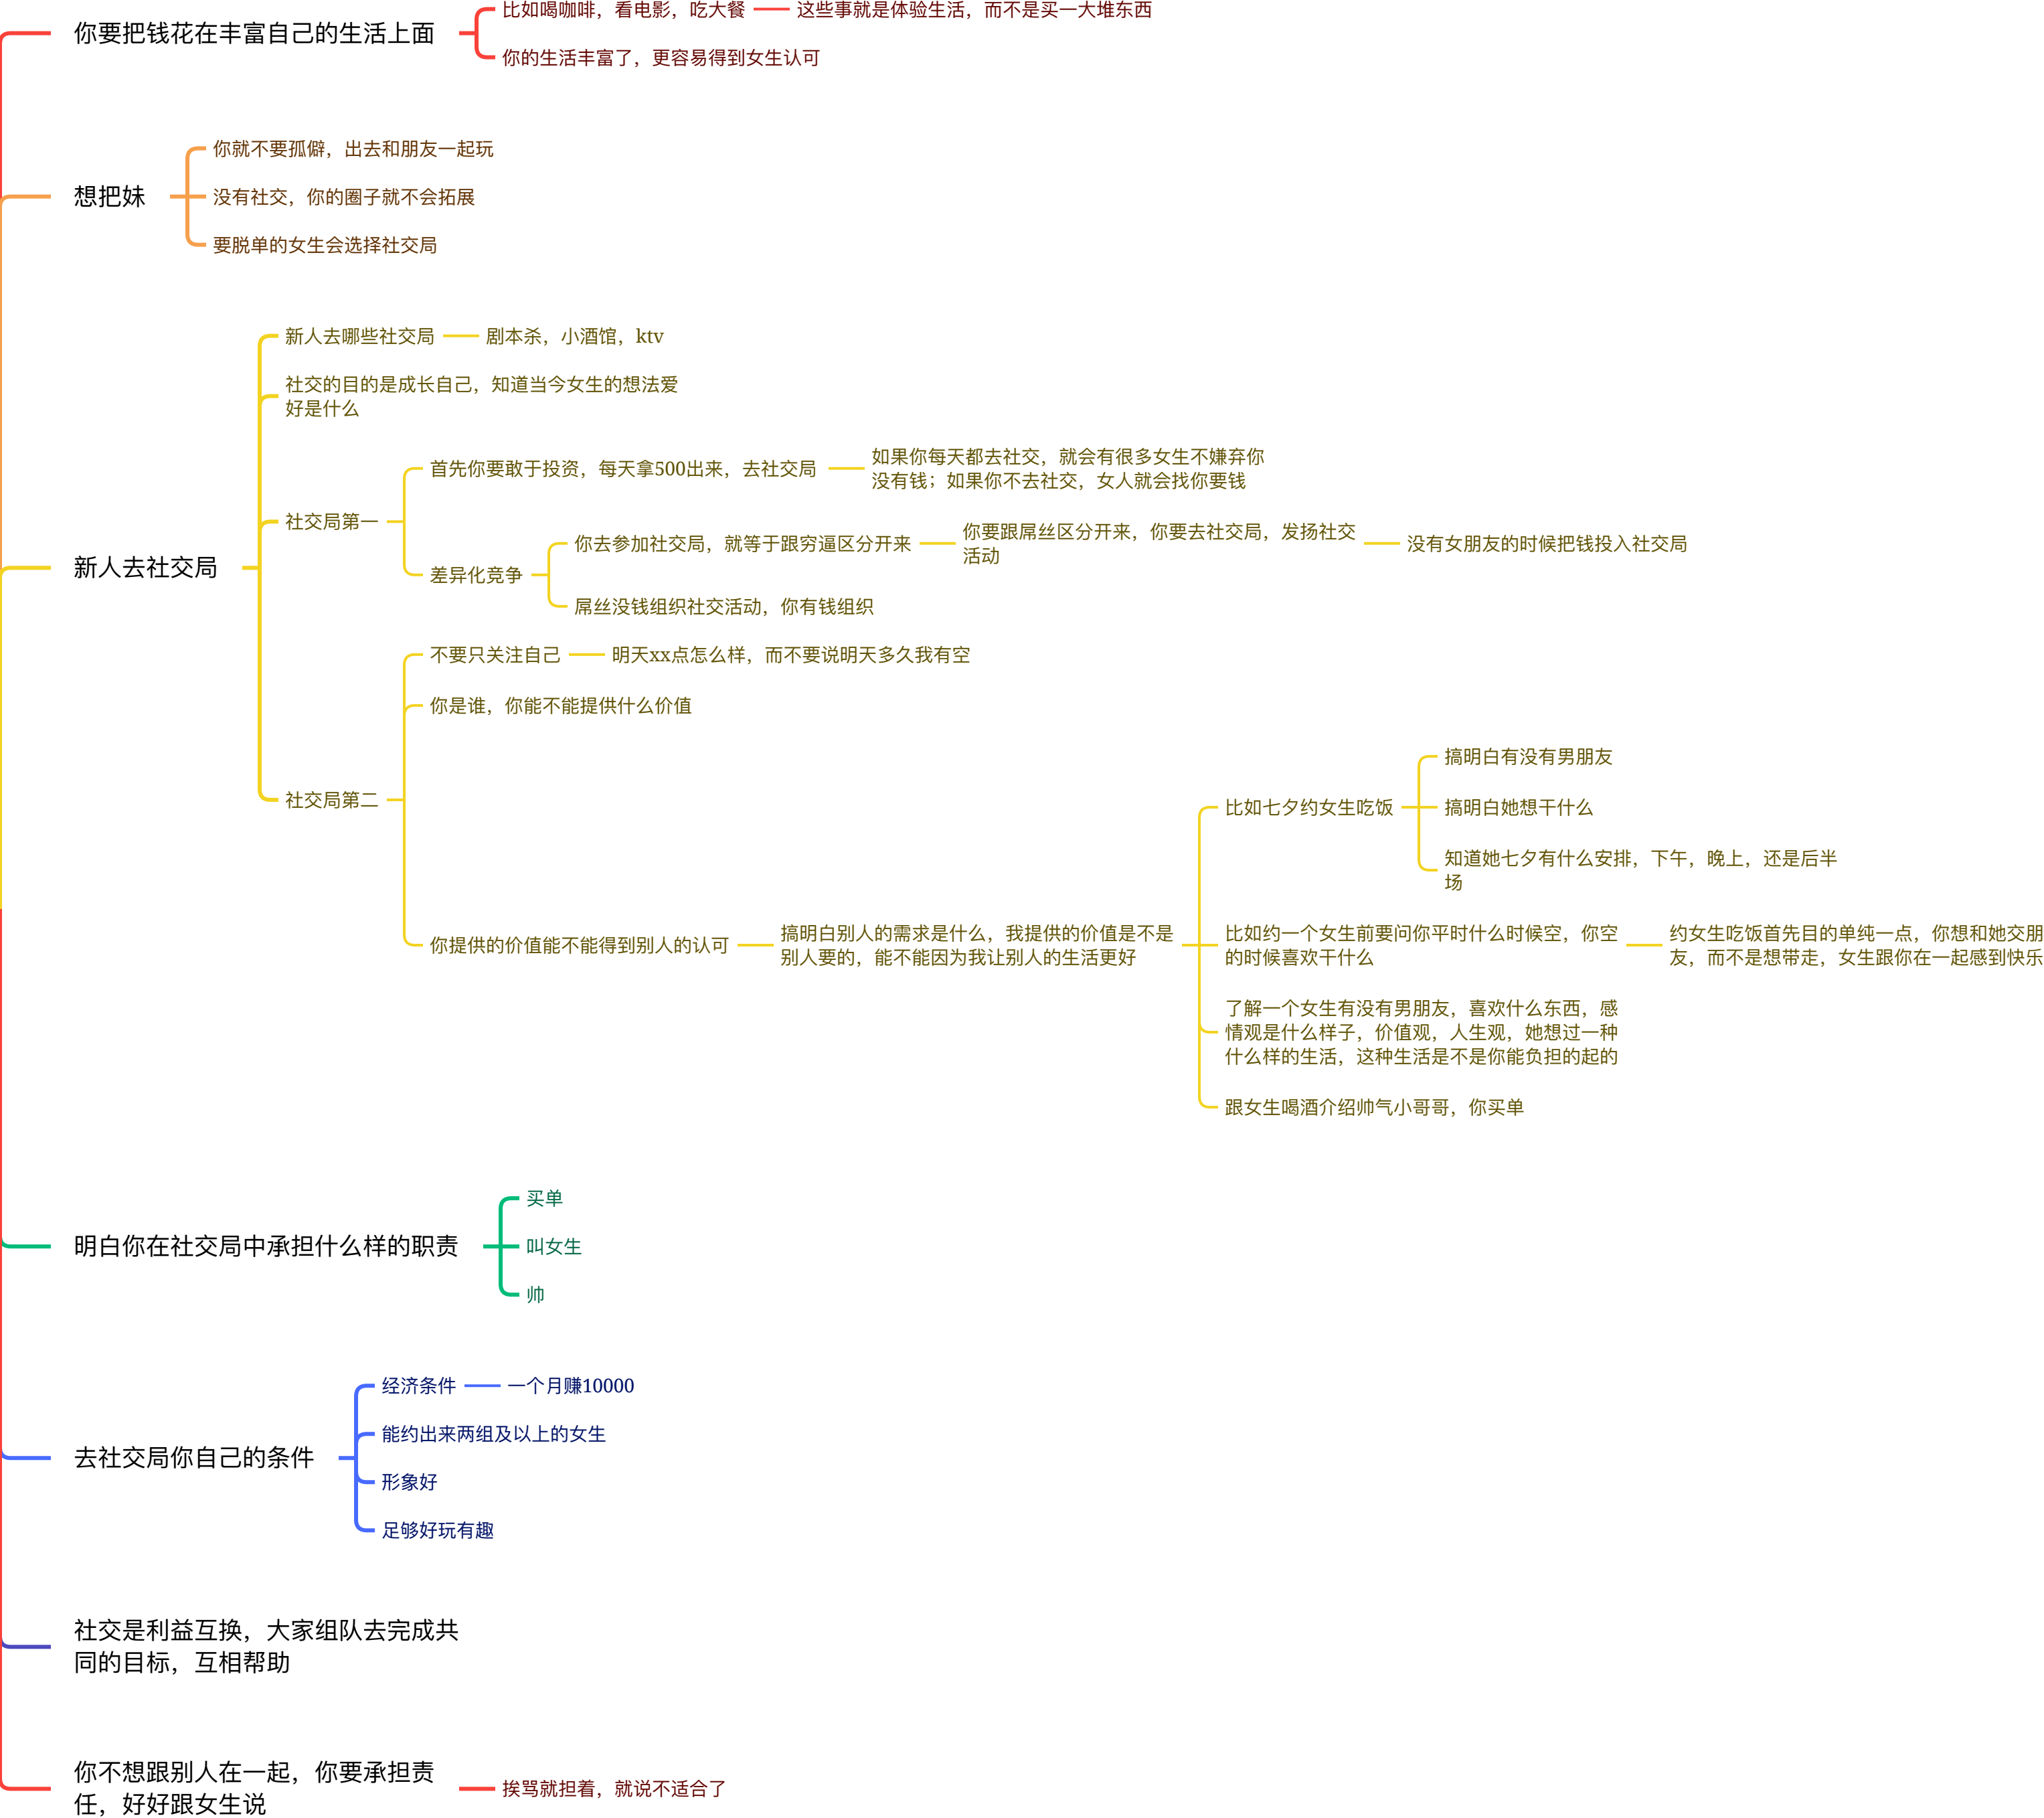 你要把钱花在丰富自己的生活上面
比如喝咖啡，看电影，吃大餐
这些事就是体验生活，而不是买一大堆东西
你的生活丰富了，更容易得到女生认可
想把妹
你就不要孤僻，出去和朋友一起玩
没有社交，你的圈子就不会拓展
要脱单的女生会选择社交局
新人去社交局
新人去哪些社交局
剧本杀，小酒馆，ktv
社交的目的是成长自己，知道当今女生的想法爱
好是什么
社交局第一
首先你要敢于投资，每天拿500出来，去社交局
如果你每天都去社交，就会有很多女生不嫌弃你
没有钱；如果你不去社交，女人就会找你要钱
差异化竞争
你去参加社交局，就等于跟穷逼区分开来
你要跟屌丝区分开来，你要去社交局，发扬社交
活动
没有女朋友的时候把钱投入社交局
屌丝没钱组织社交活动，你有钱组织
社交局第二
不要只关注自己
明天xx点怎么样，而不要说明天多久我有空
你是谁，你能不能提供什么价值
你提供的价值能不能得到别人的认可
搞明白别人的需求是什么，我提供的价值是不是
别人要的，能不能因为我让别人的生活更好
比如七夕约女生吃饭
搞明白有没有男朋友
搞明白她想干什么
知道她七夕有什么安排，下午，晚上，还是后半
场
比如约一个女生前要问你平时什么时候空，你空
的时候喜欢干什么
约女生吃饭首先目的单纯一点，你想和她交朋
友，而不是想带走，女生跟你在一起感到快乐
了解一个女生有没有男朋友，喜欢什么东西，感
情观是什么样子，价值观，人生观，她想过一种
什么样的生活，这种生活是不是你能负担的起的
跟女生喝酒介绍帅气小哥哥，你买单
明白你在社交局中承担什么样的职责
买单
叫女生
帅
去社交局你自己的条件
经济条件
一个月赚10000
能约出来两组及以上的女生
形象好
足够好玩有趣
社交是利益互换，大家组队去完成共
同的目标，互相帮助
你不想跟别人在一起，你要承担责
任，好好跟女生说
挨骂就担着，就说不适合了